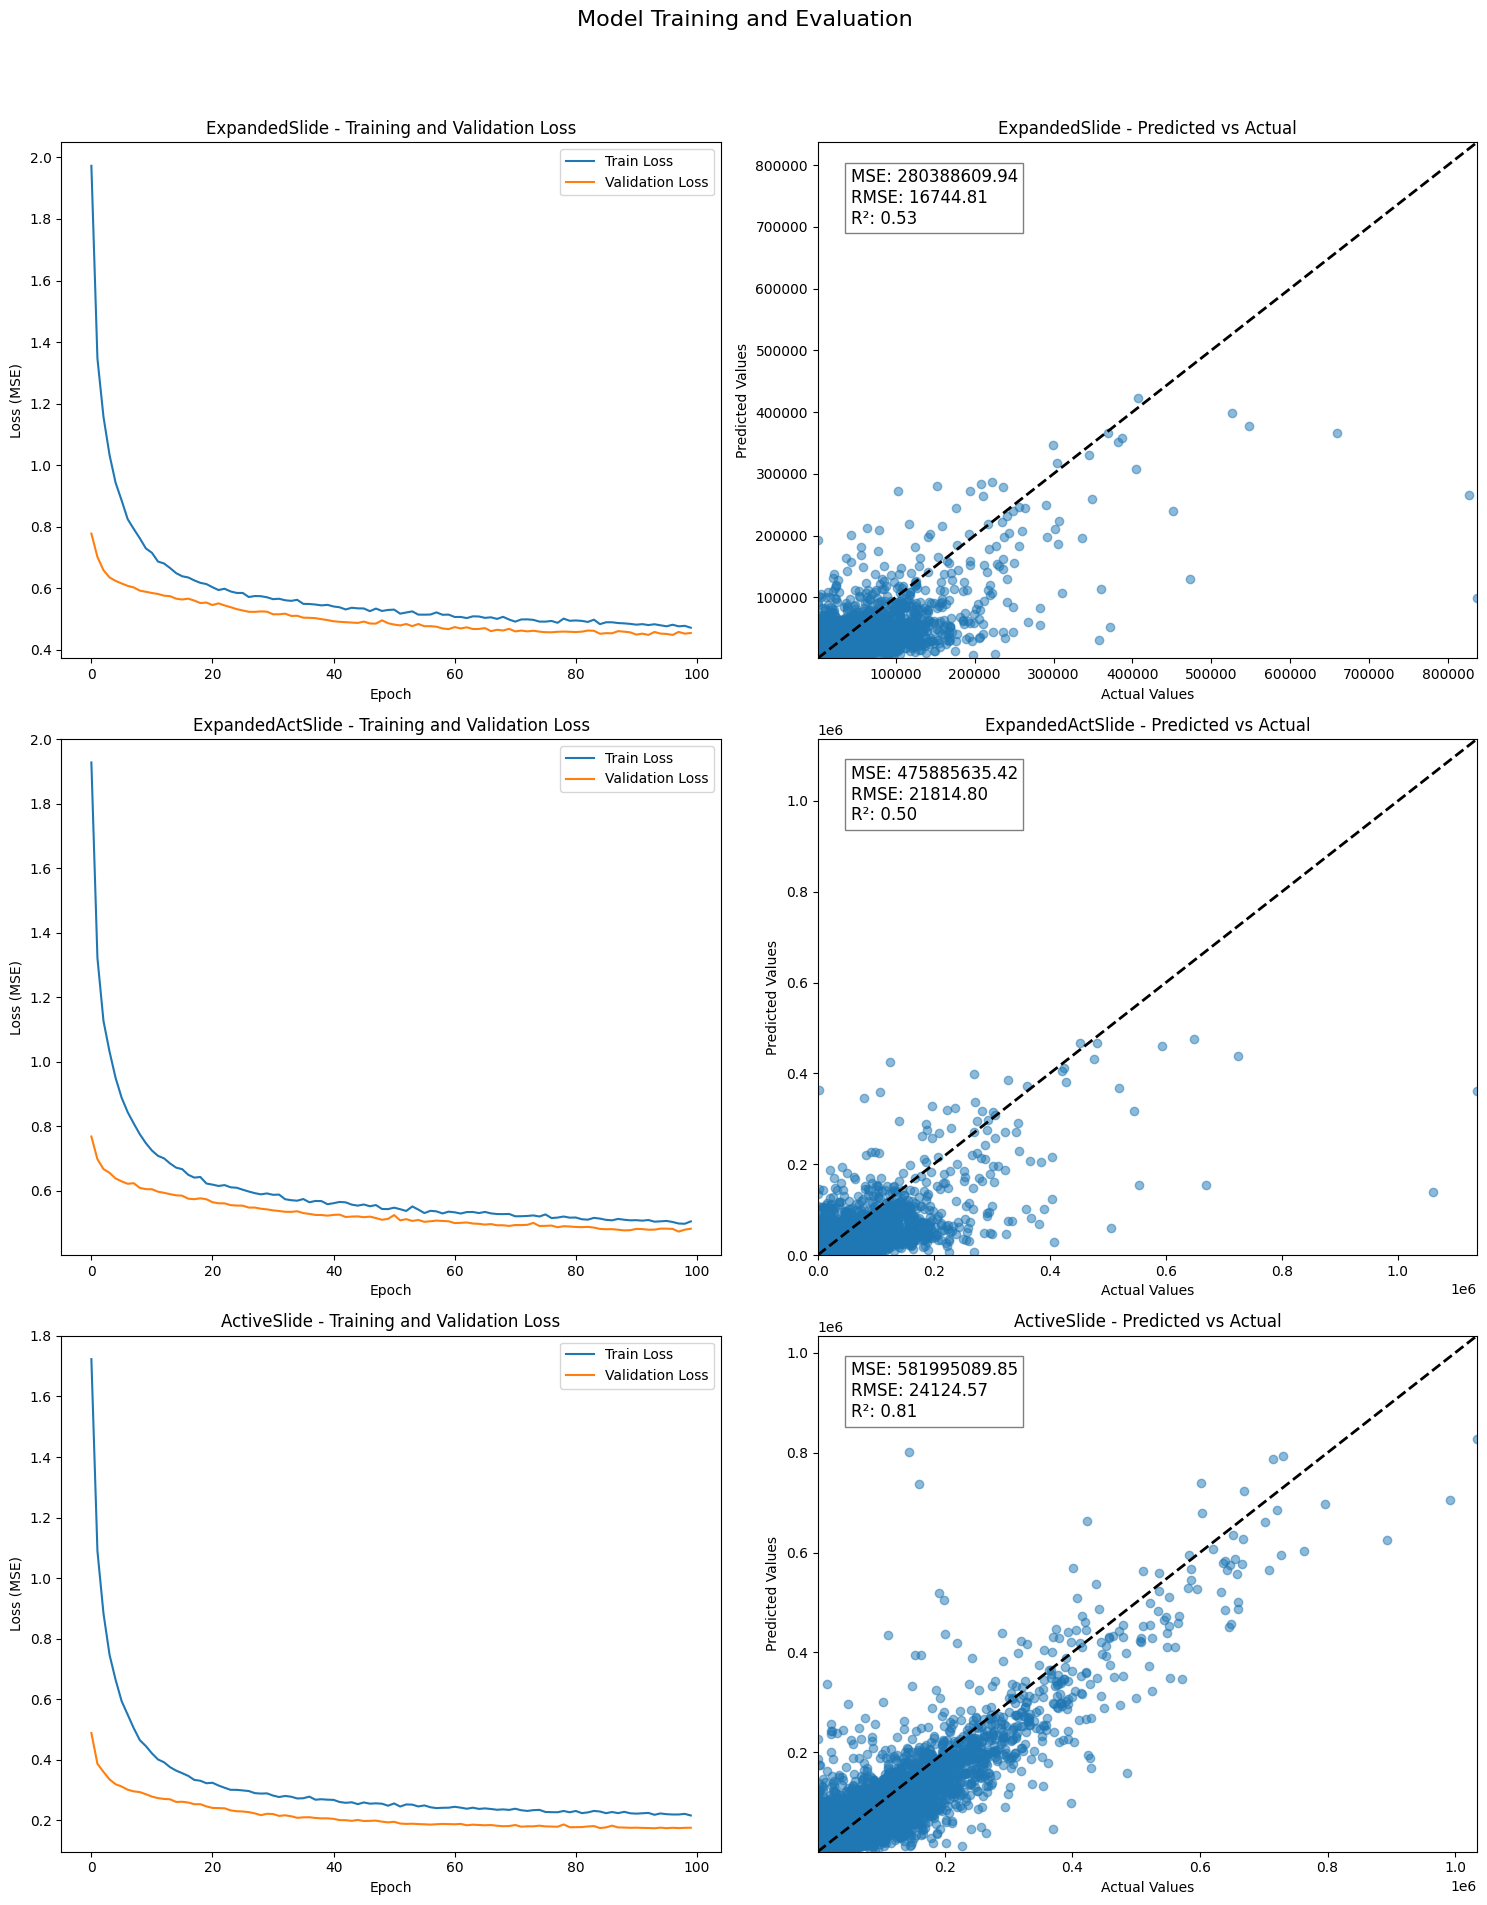 Model Training and Evaluation
ExpandedSlide - Training and Validation Loss
Train Loss
Validation Loss
2.0
1.8
1.6
1.4
1.2
1.0
0.8
0.6
0.4
Loss (MSE)
0 20 40 60 80 100
Epoch
ExpandedSlide - Predicted vs Actual
MSE: 280388609.94
RMSE: 16744.81
R²: 0.53
800000
700000
600000
500000
400000
300000
200000
100000
Predicted Values
100000 200000 300000 400000 500000 600000 700000 800000
Actual Values
ExpandedActSlide - Training and Validation Loss
Train Loss
Validation Loss
2.0
1.8
1.6
1.4
1.2
1.0
0.8
0.6
Loss (MSE)
0 20 40 60 80 100
Epoch
ExpandedActSlide - Predicted vs Actual
1e6
MSE: 475885635.42
RMSE: 21814.80
R²: 0.50
1.0
0.8
0.6
0.4
0.2
0.0
Predicted Values
0.0 0.2 0.4 0.6 0.8 1.0
1e6
Actual Values
ActiveSlide - Training and Validation Loss
Train Loss
Validation Loss
1.8
1.6
1.4
1.2
1.0
0.8
0.6
0.4
0.2
Loss (MSE)
0 20 40 60 80 100
Epoch
ActiveSlide - Predicted vs Actual
1e6
MSE: 581995089.85
RMSE: 24124.57
R²: 0.81
1.0
0.8
0.6
0.4
0.2
Predicted Values
0.2 0.4 0.6 0.8 1.0
1e6
Actual Values